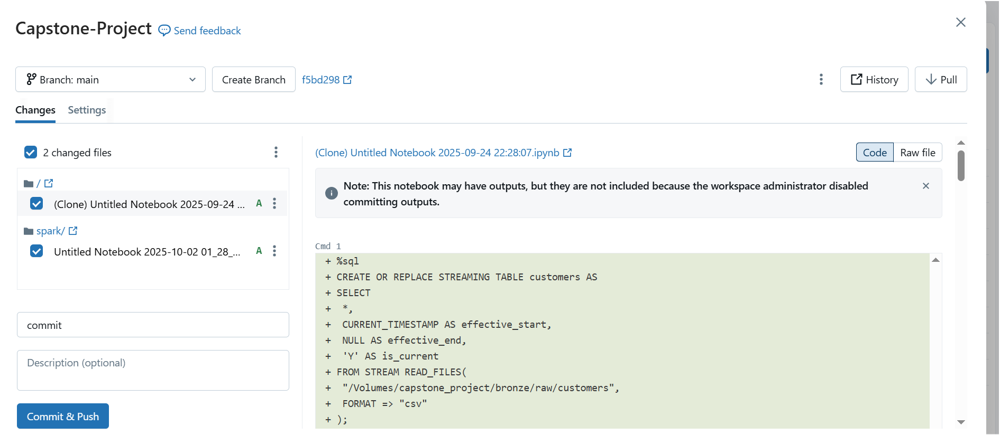 Capstone-Project Send feedback
Branch: main Create Branch f5bd298 History Pull
Changes Settings
2 changed files
/
(Clone) Untitled Notebook 2025-09-24 ... A
spark/
Untitled Notebook 2025-10-02 01_28_... A
commit
Description (optional)
Commit & Push
(Clone) Untitled Notebook 2025-09-24 22:28:07.ipynb Code Raw file
Note: This notebook may have outputs, but they are not included because the workspace administrator disabled
committing outputs.
Cmd 1
+ %sql
+ CREATE OR REPLACE STREAMING TABLE customers AS
+ SELECT
+  *,
+  CURRENT_TIMESTAMP AS effective_start,
+  NULL AS effective_end,
+  'Y' AS is_current
+ FROM STREAM READ_FILES(
+  "/Volumes/capstone_project/bronze/raw/customers",
+  FORMAT => "csv"
+ );